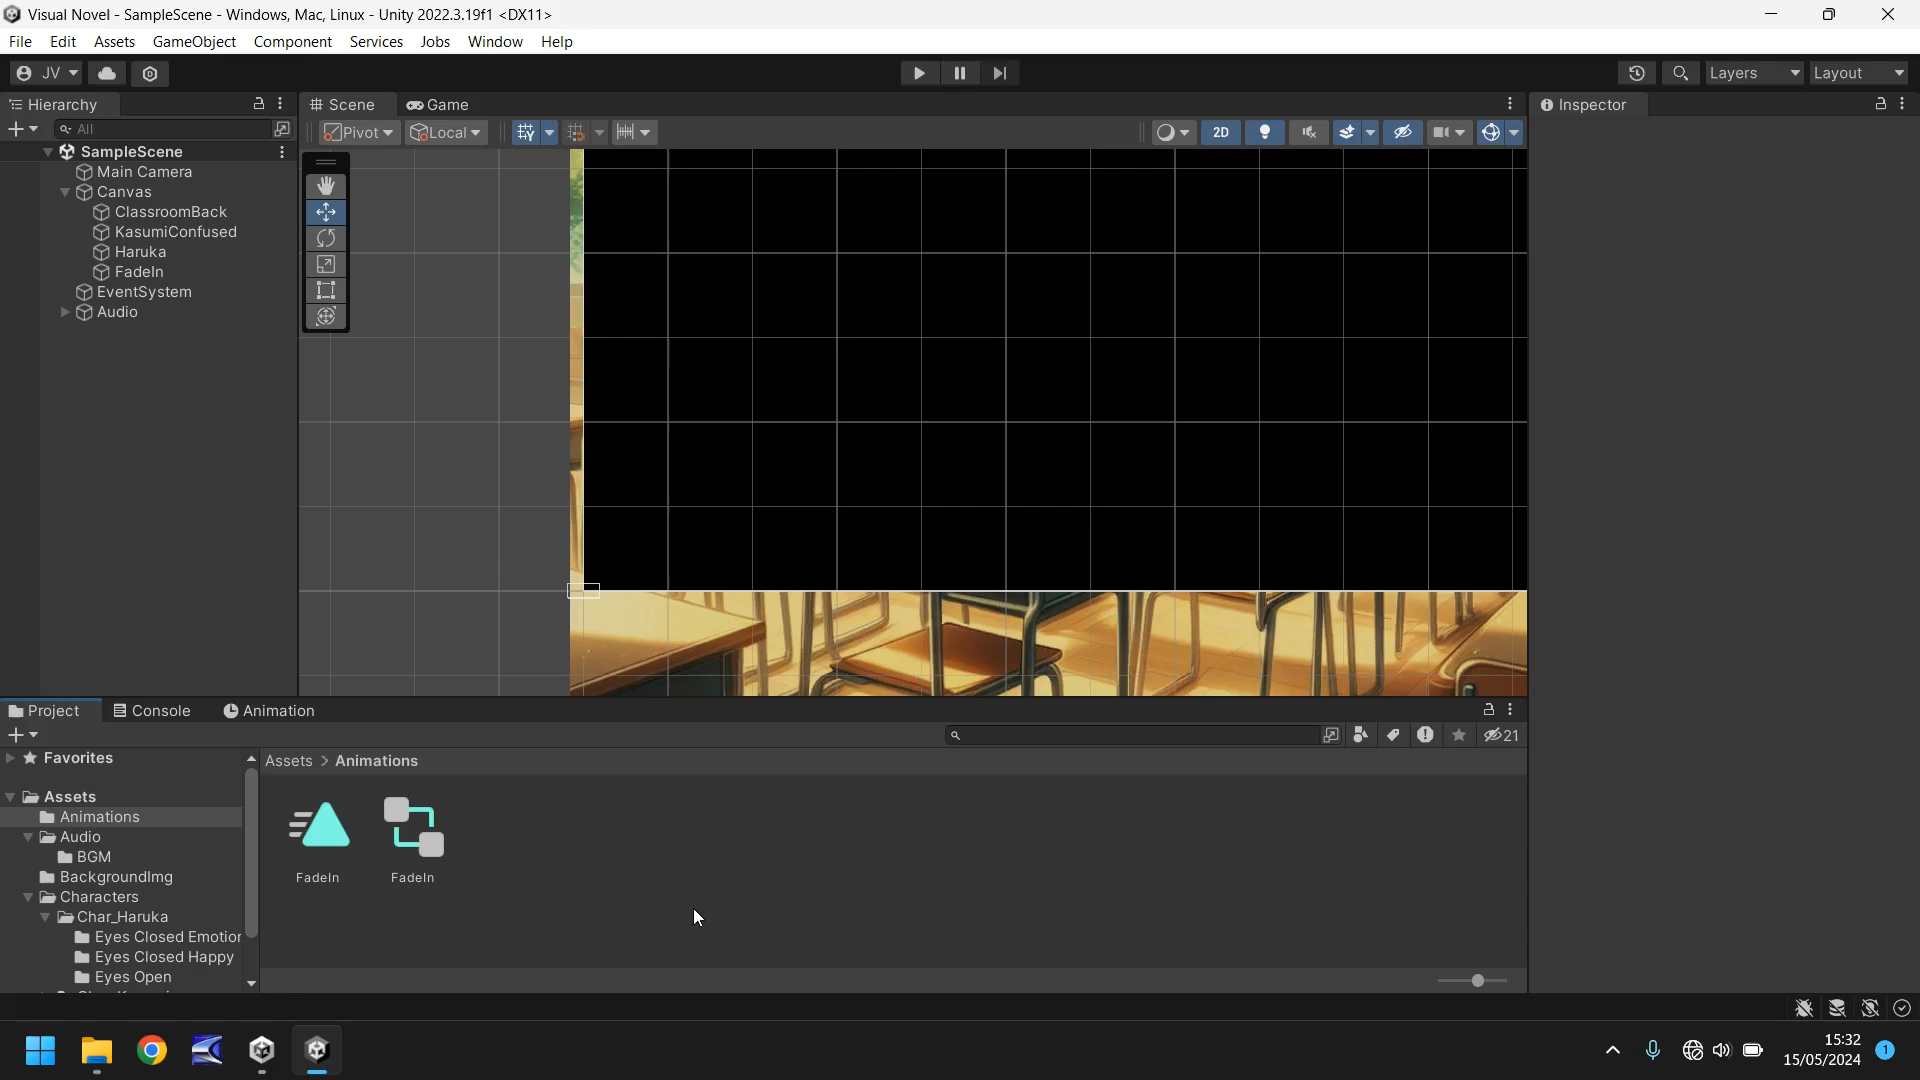 Visual Novel - SampleScene - Windows, Mac, Linux - Unity 2022.3.19f1 <DX11>
File Edit Assets GameObject Component Services Jobs Window Help
JV
Layers Layout
Hierarchy
Scene Game
Inspector
All
Pivot Local
2D
SampleScene
Main Camera
Canvas
ClassroomBack
KasumiConfused
Haruka
FadeIn
EventSystem
Audio
Project Console Animation
21
Favorites
Assets > Animations
Assets
Animations
Audio
BGM
BackgroundImg
Characters
Char_Haruka
Eyes Closed Emotion
Eyes Closed Happy
Eyes Open
FadeIn FadeIn
15:32
15/05/2024
1